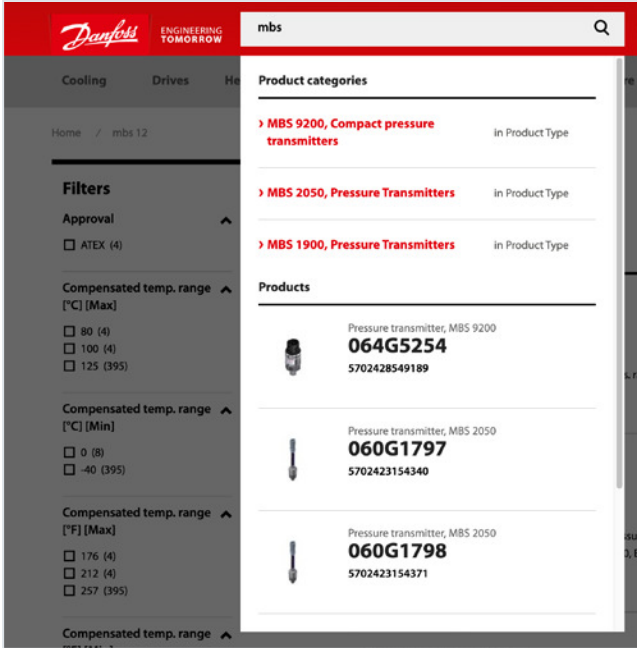 Danfoss
ENGINEERING
TOMORROW
mbs
Cooling Drives He
Home / mbs 12
Filters
Approval
ATEX (4)
Compensated temp. range
[°C] [Max]
80 (4)
100 (4)
125 (395)
Compensated temp. range
[°C] [Min]
0 (8)
-40 (395)
Compensated temp. range
[°F] [Max]
176 (4)
212 (4)
257 (395)
Compensated temp. range
Product categories
› MBS 9200, Compact pressure
transmitters
in Product Type
› MBS 2050, Pressure Transmitters in Product Type
› MBS 1900, Pressure Transmitters in Product Type
Products
Pressure transmitter, MBS 9200
064G5254
5702428549189
Pressure transmitter, MBS 2050
060G1797
5702423154340
Pressure transmitter, MBS 2050
060G1798
5702423154371